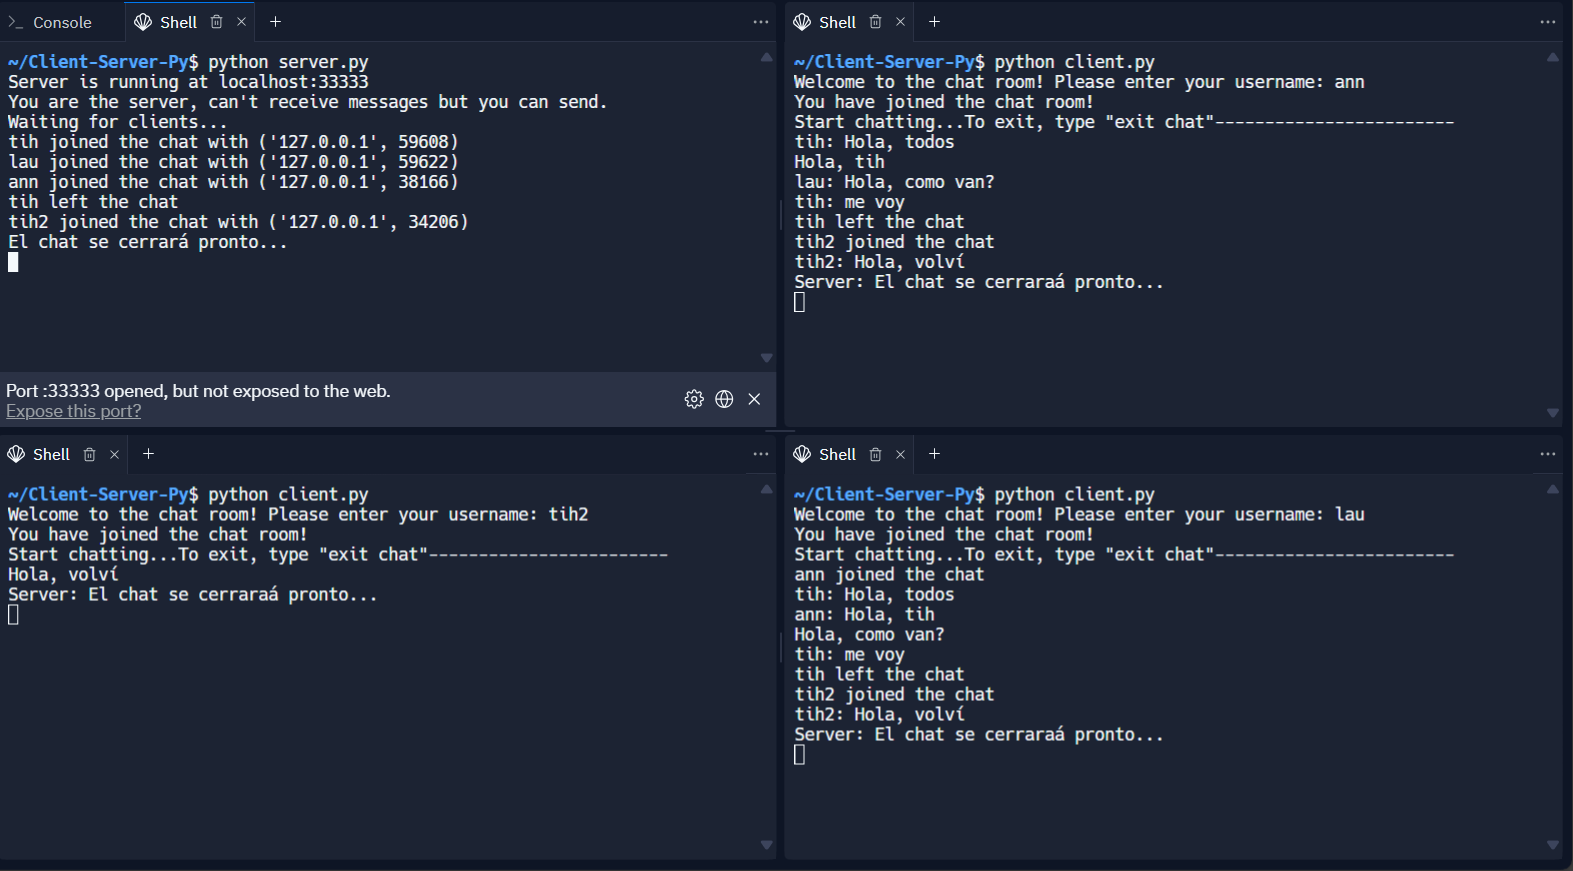 >_ Console
Shell
~/Client-Server-Py$ python server.py
Server is running at localhost:33333
You are the server, can't receive messages but you can send.
Waiting for clients...
tih joined the chat with ('127.0.0.1', 59608)
lau joined the chat with ('127.0.0.1', 59622)
ann joined the chat with ('127.0.0.1', 38166)
tih left the chat
tih2 joined the chat with ('127.0.0.1', 34206)
El chat se cerrará pronto...
Port :33333 opened, but not exposed to the web.
Expose this port?
Shell
~/Client-Server-Py$ python client.py
Welcome to the chat room! Please enter your username: ann
You have joined the chat room!
Start chatting...To exit, type "exit chat"------------------------
tih: Hola, todos
Hola, tih
lau: Hola, como van?
tih: me voy
tih left the chat
tih2 joined the chat
tih2: Hola, volví
Server: El chat se cerraraá pronto...
Shell
~/Client-Server-Py$ python client.py
Welcome to the chat room! Please enter your username: tih2
You have joined the chat room!
Start chatting...To exit, type "exit chat"------------------------
Hola, volví
Server: El chat se cerraraá pronto...
Shell
~/Client-Server-Py$ python client.py
Welcome to the chat room! Please enter your username: lau
You have joined the chat room!
Start chatting...To exit, type "exit chat"------------------------
ann joined the chat
tih: Hola, todos
ann: Hola, tih
Hola, como van?
tih: me voy
tih left the chat
tih2 joined the chat
tih2: Hola, volví
Server: El chat se cerraraá pronto...